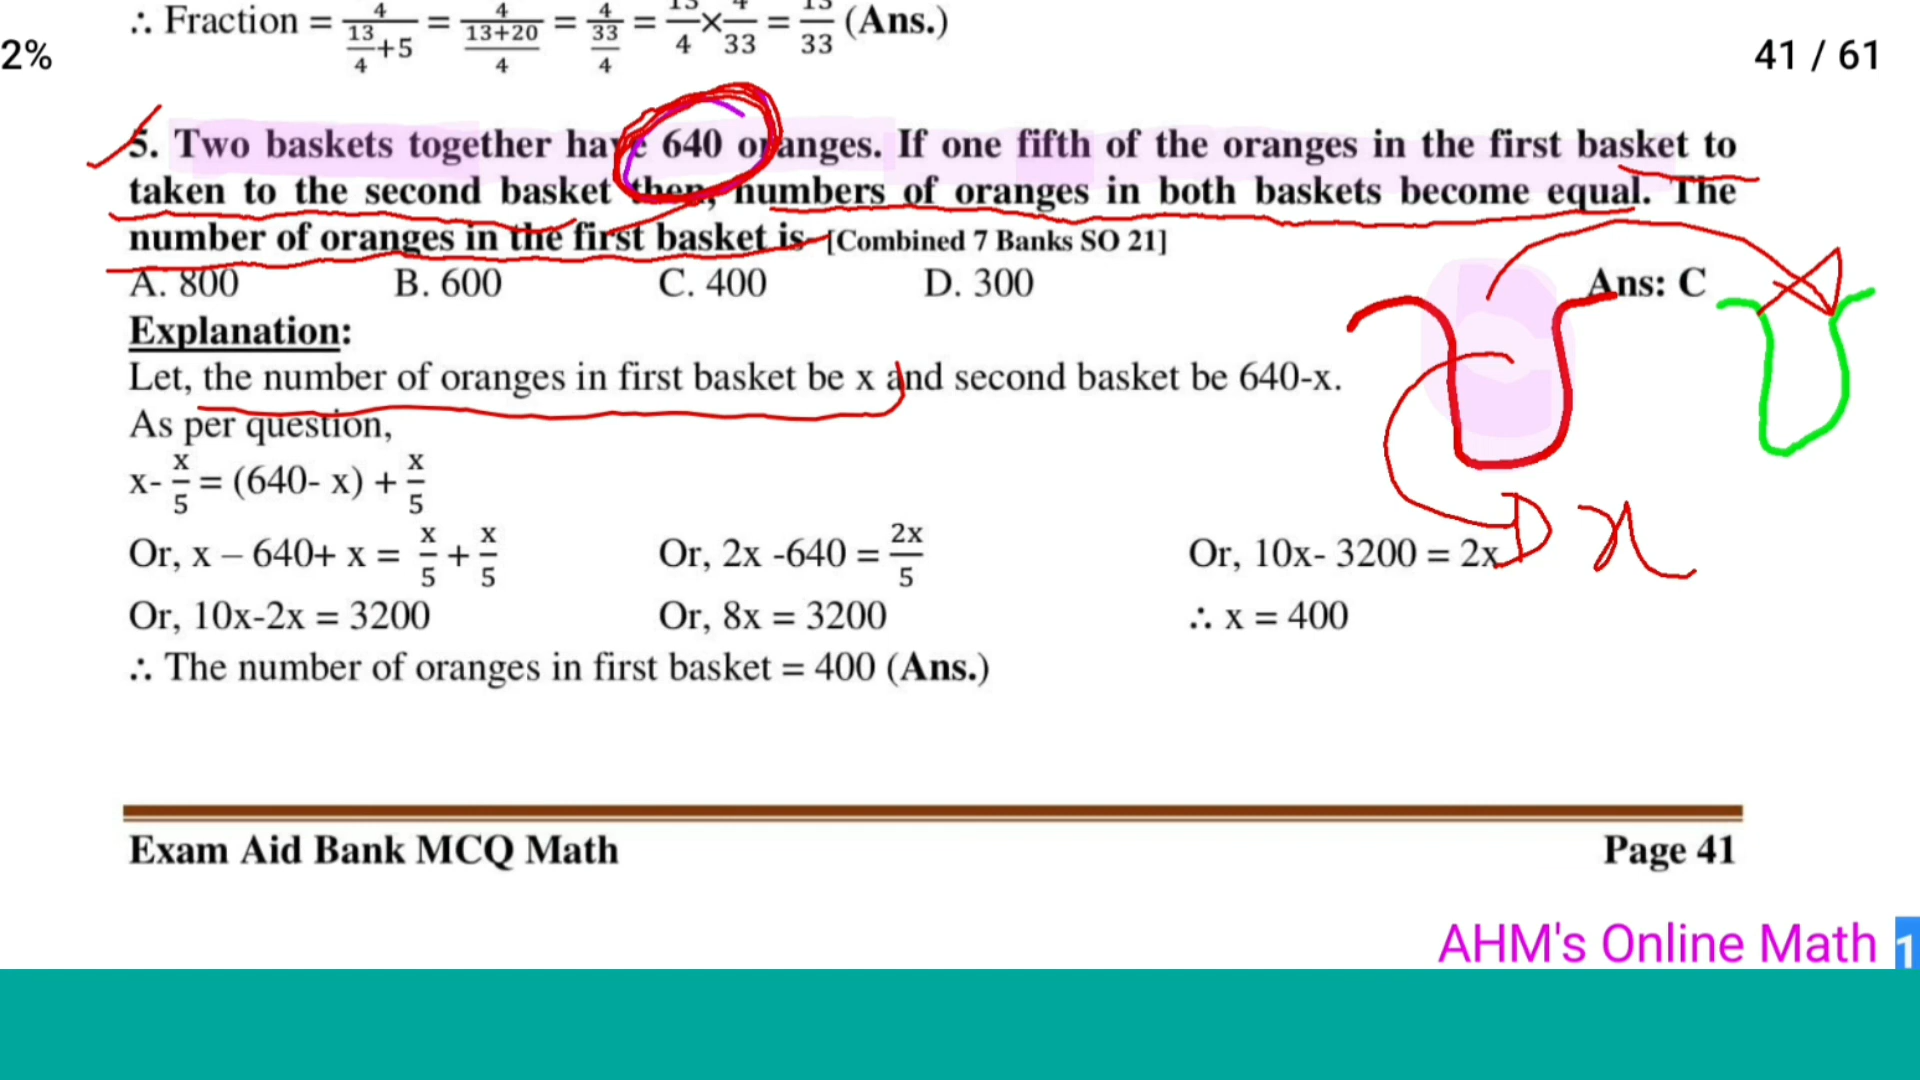 ∴ Fraction = 4/(13/4+5) = 4/((13+20)/4) = 4/(33/4) = 13/4×4/33 = 13/33 (Ans.)
2%
41 / 61
5. Two baskets together have 640 oranges. If one fifth of the oranges in the first basket to
taken to the second basket then, numbers of oranges in both baskets become equal. The
number of oranges in the first basket is- [Combined 7 Banks SO 21]
A. 800 B. 600 C. 400 D. 300 Ans: C
Explanation:
Let, the number of oranges in first basket be x and second basket be 640-x.
As per question,
x- x/5 = (640- x) + x/5
Or, x – 640+ x = x/5 + x/5 Or, 2x -640 = 2x/5 Or, 10x- 3200 = 2x
x
Or, 10x-2x = 3200 Or, 8x = 3200 ∴ x = 400
∴ The number of oranges in first basket = 400 (Ans.)
Exam Aid Bank MCQ Math Page 41
AHM's Online Math 1